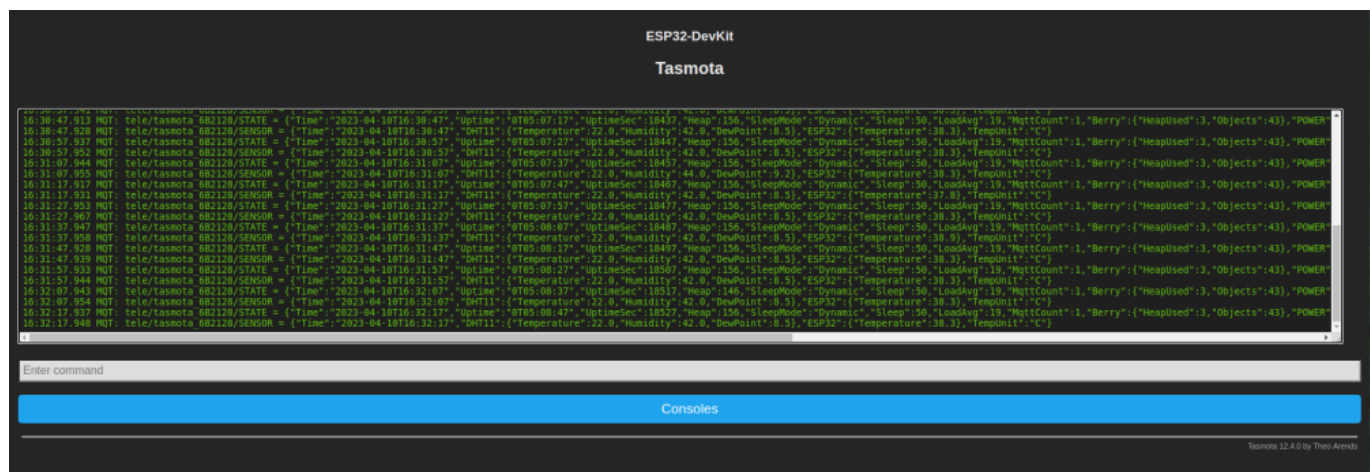 ESP32-DevKit
Tasmota
16:30:47.913 MQT: tele/tasmota_6B2128/STATE = {"Time":"2023-04-10T16:30:47","Uptime":"0T05:07:17","UptimeSec":18437,"Heap":156,"SleepMode":"Dynamic","Sleep":50,"LoadAvg":19,"MqttCount":1,"Berry":{"HeapUsed":3,"Objects":43},"POWER"
16:30:47.928 MQT: tele/tasmota_6B2128/SENSOR = {"Time":"2023-04-10T16:30:47","DHT11":{"Temperature":22.0,"Humidity":42.0,"DewPoint":8.5},"ESP32":{"Temperature":38.3},"TempUnit":"C"}
16:30:57.937 MQT: tele/tasmota_6B2128/STATE = {"Time":"2023-04-10T16:30:57","Uptime":"0T05:07:27","UptimeSec":18447,"Heap":156,"SleepMode":"Dynamic","Sleep":50,"LoadAvg":19,"MqttCount":1,"Berry":{"HeapUsed":3,"Objects":43},"POWER"
16:30:57.952 MQT: tele/tasmota_6B2128/SENSOR = {"Time":"2023-04-10T16:30:57","DHT11":{"Temperature":22.0,"Humidity":42.0,"DewPoint":8.5},"ESP32":{"Temperature":38.3},"TempUnit":"C"}
16:31:07.944 MQT: tele/tasmota_6B2128/STATE = {"Time":"2023-04-10T16:31:07","Uptime":"0T05:07:37","UptimeSec":18457,"Heap":156,"SleepMode":"Dynamic","Sleep":50,"LoadAvg":19,"MqttCount":1,"Berry":{"HeapUsed":3,"Objects":43},"POWER"
16:31:07.955 MQT: tele/tasmota_6B2128/SENSOR = {"Time":"2023-04-10T16:31:07","DHT11":{"Temperature":22.0,"Humidity":44.0,"DewPoint":9.2},"ESP32":{"Temperature":38.3},"TempUnit":"C"}
16:31:17.917 MQT: tele/tasmota_6B2128/STATE = {"Time":"2023-04-10T16:31:17","Uptime":"0T05:07:47","UptimeSec":18467,"Heap":156,"SleepMode":"Dynamic","Sleep":50,"LoadAvg":19,"MqttCount":1,"Berry":{"HeapUsed":3,"Objects":43},"POWER"
16:31:17.931 MQT: tele/tasmota_6B2128/SENSOR = {"Time":"2023-04-10T16:31:17","DHT11":{"Temperature":22.0,"Humidity":42.0,"DewPoint":8.5},"ESP32":{"Temperature":37.8},"TempUnit":"C"}
16:31:27.953 MQT: tele/tasmota_6B2128/STATE = {"Time":"2023-04-10T16:31:27","Uptime":"0T05:07:57","UptimeSec":18477,"Heap":156,"SleepMode":"Dynamic","Sleep":50,"LoadAvg":19,"MqttCount":1,"Berry":{"HeapUsed":3,"Objects":43},"POWER"
16:31:27.967 MQT: tele/tasmota_6B2128/SENSOR = {"Time":"2023-04-10T16:31:27","DHT11":{"Temperature":22.0,"Humidity":42.0,"DewPoint":8.5},"ESP32":{"Temperature":38.3},"TempUnit":"C"}
16:31:37.947 MQT: tele/tasmota_6B2128/STATE = {"Time":"2023-04-10T16:31:37","Uptime":"0T05:08:07","UptimeSec":18487,"Heap":156,"SleepMode":"Dynamic","Sleep":50,"LoadAvg":19,"MqttCount":1,"Berry":{"HeapUsed":3,"Objects":43},"POWER"
16:31:37.958 MQT: tele/tasmota_6B2128/SENSOR = {"Time":"2023-04-10T16:31:37","DHT11":{"Temperature":22.0,"Humidity":42.0,"DewPoint":8.5},"ESP32":{"Temperature":38.9},"TempUnit":"C"}
16:31:47.928 MQT: tele/tasmota_6B2128/STATE = {"Time":"2023-04-10T16:31:47","Uptime":"0T05:08:17","UptimeSec":18497,"Heap":156,"SleepMode":"Dynamic","Sleep":50,"LoadAvg":19,"MqttCount":1,"Berry":{"HeapUsed":3,"Objects":43},"POWER"
16:31:47.939 MQT: tele/tasmota_6B2128/SENSOR = {"Time":"2023-04-10T16:31:47","DHT11":{"Temperature":22.0,"Humidity":42.0,"DewPoint":8.5},"ESP32":{"Temperature":38.3},"TempUnit":"C"}
16:31:57.933 MQT: tele/tasmota_6B2128/STATE = {"Time":"2023-04-10T16:31:57","Uptime":"0T05:08:27","UptimeSec":18507,"Heap":156,"SleepMode":"Dynamic","Sleep":50,"LoadAvg":19,"MqttCount":1,"Berry":{"HeapUsed":3,"Objects":43},"POWER"
16:31:57.944 MQT: tele/tasmota_6B2128/SENSOR = {"Time":"2023-04-10T16:31:57","DHT11":{"Temperature":22.0,"Humidity":42.0,"DewPoint":8.5},"ESP32":{"Temperature":38.3},"TempUnit":"C"}
16:32:07.943 MQT: tele/tasmota_6B2128/STATE = {"Time":"2023-04-10T16:32:07","Uptime":"0T05:08:37","UptimeSec":18517,"Heap":146,"SleepMode":"Dynamic","Sleep":50,"LoadAvg":19,"MqttCount":1,"Berry":{"HeapUsed":3,"Objects":43},"POWER"
16:32:07.954 MQT: tele/tasmota_6B2128/SENSOR = {"Time":"2023-04-10T16:32:07","DHT11":{"Temperature":22.0,"Humidity":42.0,"DewPoint":8.5},"ESP32":{"Temperature":38.3},"TempUnit":"C"}
16:32:17.937 MQT: tele/tasmota_6B2128/STATE = {"Time":"2023-04-10T16:32:17","Uptime":"0T05:08:47","UptimeSec":18527,"Heap":156,"SleepMode":"Dynamic","Sleep":50,"LoadAvg":19,"MqttCount":1,"Berry":{"HeapUsed":3,"Objects":43},"POWER"
16:32:17.948 MQT: tele/tasmota_6B2128/SENSOR = {"Time":"2023-04-10T16:32:17","DHT11":{"Temperature":22.0,"Humidity":42.0,"DewPoint":8.5},"ESP32":{"Temperature":38.3},"TempUnit":"C"}
Enter command
Consoles
Tasmota 12.4.0 by Theo Arends